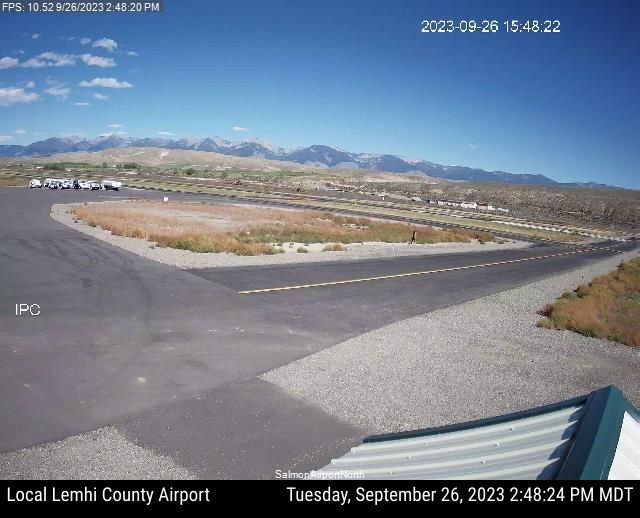 FPS: 10.52 9/26/2023 2:48:20 PM
2023-09-26 15:48:22
IPC
SalmonAirportNorth
Local Lemhi County Airport
Tuesday, September 26, 2023 2:48:24 PM MDT